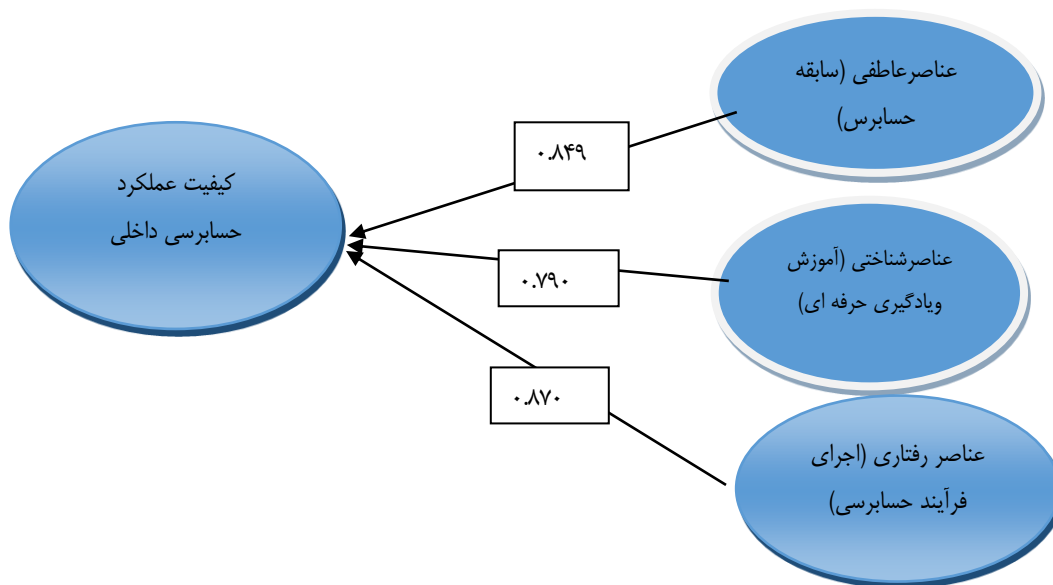 عناصرعاطفی (سابقه
حسابرس)
۰.۸۴۹
کیفیت عملکرد
حسابرسی داخلی
عناصرشناختی (آموزش
ویادگیری حرفه ای)
۰.۷۹۰
۰.۸۷۰
عناصر رفتاری (اجرای
فرآیند حسابرسی)